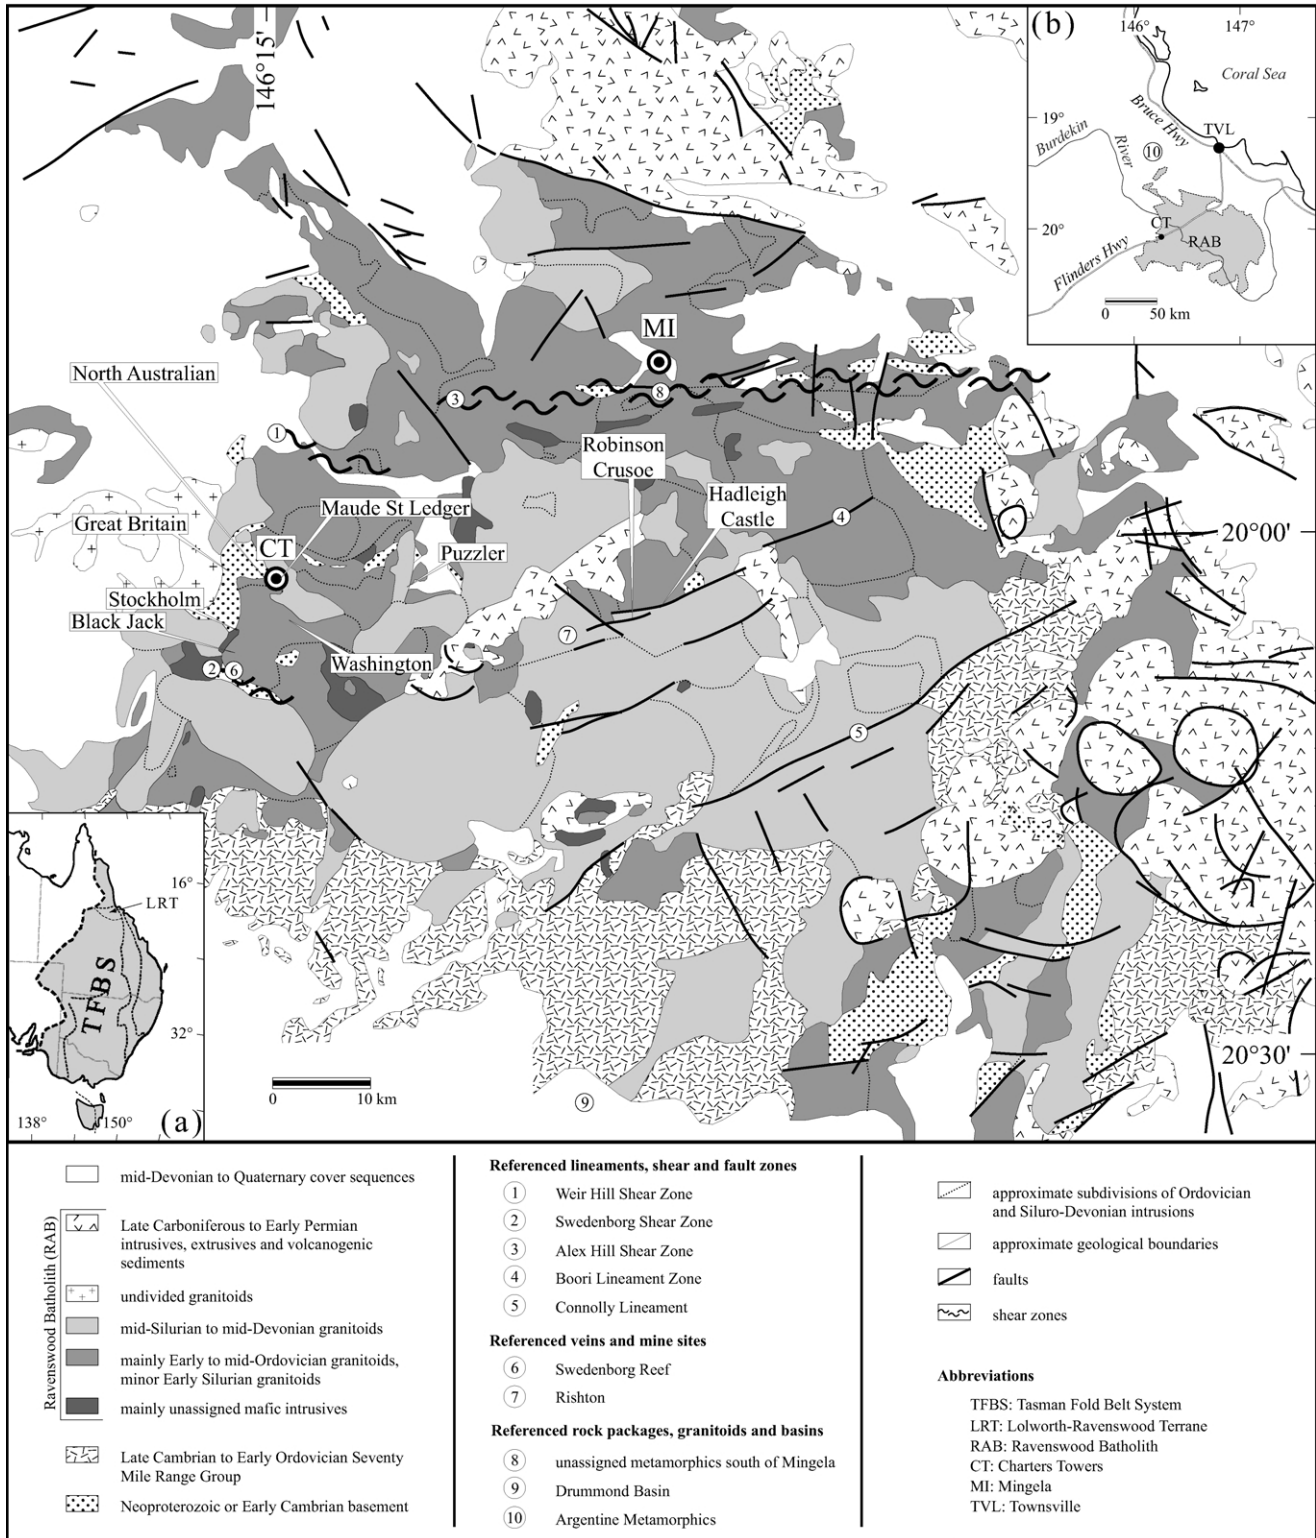 146°15'
(b)
146°
147°
Coral Sea
19°
Burdekin
River
Bruce Hwy
TVL
10
20°
CT
RAB
Flinders Hwy
0 50 km
MI
North Australian
3
8
1
Robinson
Crusoe
Hadleigh
Castle
Maude St Ledger
4
Great Britain
CT
20°00'
Puzzler
Stockholm
Black Jack
7
Washington
2
6
5
16°
LRT
TFBS
32°
20°30'
0 10 km
9
138°
150°
(a)
Ravenswood Batholith (RAB)
mid-Devonian to Quaternary cover sequences
Late Carboniferous to Early Permian
intrusives, extrusives and volcanogenic
sediments
undivided granitoids
mid-Silurian to mid-Devonian granitoids
mainly Early to mid-Ordovician granitoids,
minor Early Silurian granitoids
mainly unassigned mafic intrusives
Late Cambrian to Early Ordovician Seventy
Mile Range Group
Neoproterozoic or Early Cambrian basement
Referenced lineaments, shear and fault zones
1 Weir Hill Shear Zone
2 Swedenborg Shear Zone
3 Alex Hill Shear Zone
4 Boori Lineament Zone
5 Connolly Lineament
Referenced veins and mine sites
6 Swedenborg Reef
7 Rishton
Referenced rock packages, granitoids and basins
8 unassigned metamorphics south of Mingela
9 Drummond Basin
10 Argentine Metamorphics
approximate subdivisions of Ordovician
and Siluro-Devonian intrusions
approximate geological boundaries
faults
shear zones
Abbreviations
TFBS: Tasman Fold Belt System
LRT: Lolworth-Ravenswood Terrane
RAB: Ravenswood Batholith
CT: Charters Towers
MI: Mingela
TVL: Townsville